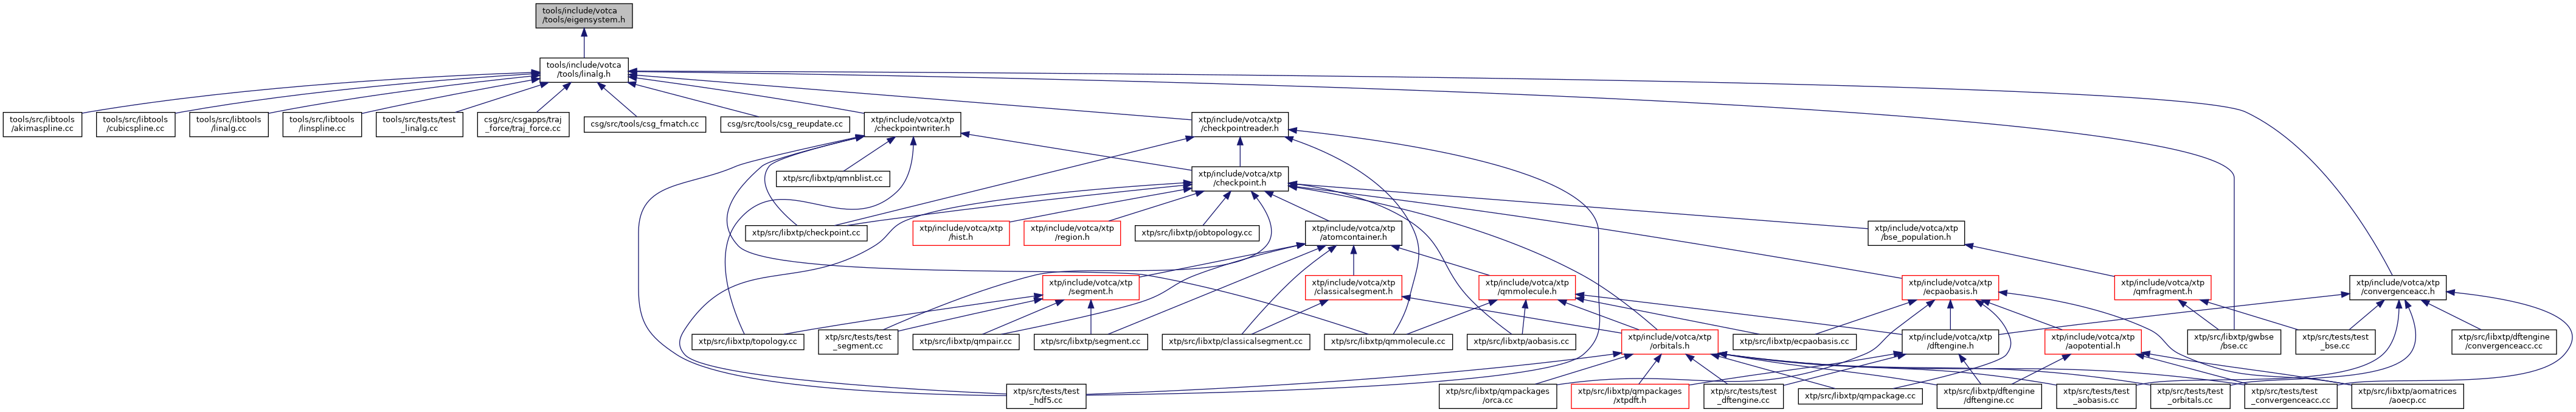 tools/include/votca
/tools/eigensystem.h
tools/include/votca
/tools/linalg.h
tools/src/libtools
/akimaspline.cc
tools/src/libtools
/cubicspline.cc
tools/src/libtools
/linalg.cc
tools/src/libtools
/linspline.cc
tools/src/tests/test
_linalg.cc
csg/src/csgapps/traj
_force/traj_force.cc
csg/src/tools/csg_fmatch.cc
csg/src/tools/csg_reupdate.cc
xtp/include/votca/xtp
/checkpointwriter.h
xtp/include/votca/xtp
/checkpointreader.h
xtp/src/libxtp/qmnblist.cc
xtp/include/votca/xtp
/checkpoint.h
xtp/src/libxtp/checkpoint.cc
xtp/include/votca/xtp
/hist.h
xtp/include/votca/xtp
/region.h
xtp/src/libxtp/jobtopology.cc
xtp/include/votca/xtp
/atomcontainer.h
xtp/include/votca/xtp
/bse_population.h
xtp/include/votca/xtp
/segment.h
xtp/include/votca/xtp
/classicalsegment.h
xtp/include/votca/xtp
/qmmolecule.h
xtp/include/votca/xtp
/ecpaobasis.h
xtp/include/votca/xtp
/qmfragment.h
xtp/include/votca/xtp
/convergenceacc.h
xtp/src/libxtp/topology.cc
xtp/src/tests/test
_segment.cc
xtp/src/libxtp/qmpair.cc
xtp/src/libxtp/segment.cc
xtp/src/libxtp/classicalsegment.cc
xtp/src/libxtp/qmmolecule.cc
xtp/src/libxtp/aobasis.cc
xtp/include/votca/xtp
/orbitals.h
xtp/src/libxtp/ecpaobasis.cc
xtp/include/votca/xtp
/dftengine.h
xtp/include/votca/xtp
/aopotential.h
xtp/src/libxtp/gwbse
/bse.cc
xtp/src/tests/test
_bse.cc
xtp/src/libxtp/dftengine
/convergenceacc.cc
xtp/src/tests/test
_hdf5.cc
xtp/src/libxtp/qmpackages
/orca.cc
xtp/src/libxtp/qmpackages
/xtpdft.h
xtp/src/tests/test
_dftengine.cc
xtp/src/libxtp/qmpackage.cc
xtp/src/libxtp/dftengine
/dftengine.cc
xtp/src/tests/test
_aobasis.cc
xtp/src/tests/test
_orbitals.cc
xtp/src/tests/test
_convergenceacc.cc
xtp/src/libxtp/aomatrices
/aoecp.cc